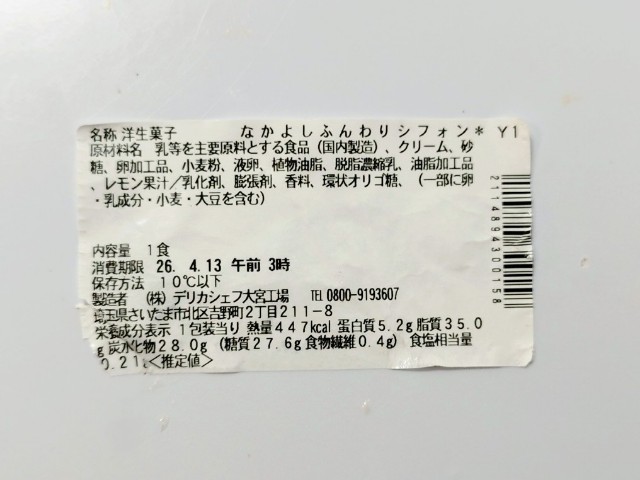 名称 洋生菓子 なかよしふんわりシフォン* Y1
原材料名 乳等を主要原料とする食品(国内製造)、クリーム、砂
糖、卵加工品、小麦粉、液卵、植物油脂、脱脂濃縮乳、油脂加工品
、レモン果汁/乳化剤、膨張剤、香料、環状オリゴ糖、(一部に卵
・乳成分・小麦・大豆を含む)
内容量 1食
消費期限 26. 4.13 午前 3時
保存方法 10℃以下
製造者 (株)デリカシェフ大宮工場 TEL 0800-9193607
埼玉県さいたま市北区吉野町2丁目211-8
栄養成分表示 1包装当り 熱量447kcal 蛋白質5.2g 脂質35.0
g 炭水化物28.0g (糖質27.6g 食物繊維0.4g) 食塩相当量
0.21g<推定値>
2114894300158